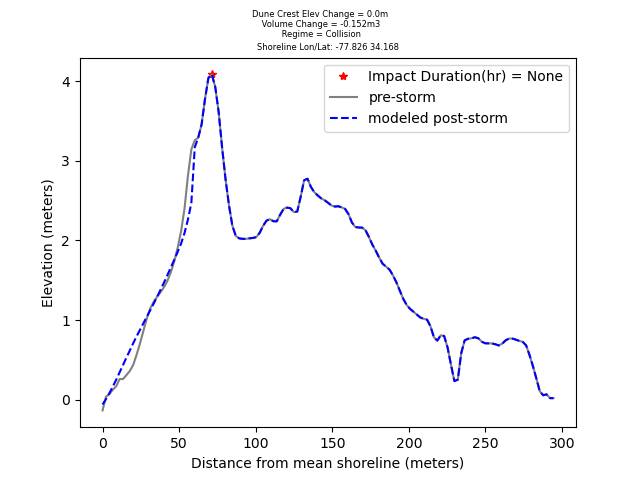 Dune Crest Elev Change = 0.0m
Volume Change = -0.152m3
Regime = Collision
Shoreline Lon/Lat: -77.826 34.168
Impact Duration(hr) = None
pre-storm
modeled post-storm
Elevation (meters)
4
3
2
1
0
0 50 100 150 200 250 300
Distance from mean shoreline (meters)